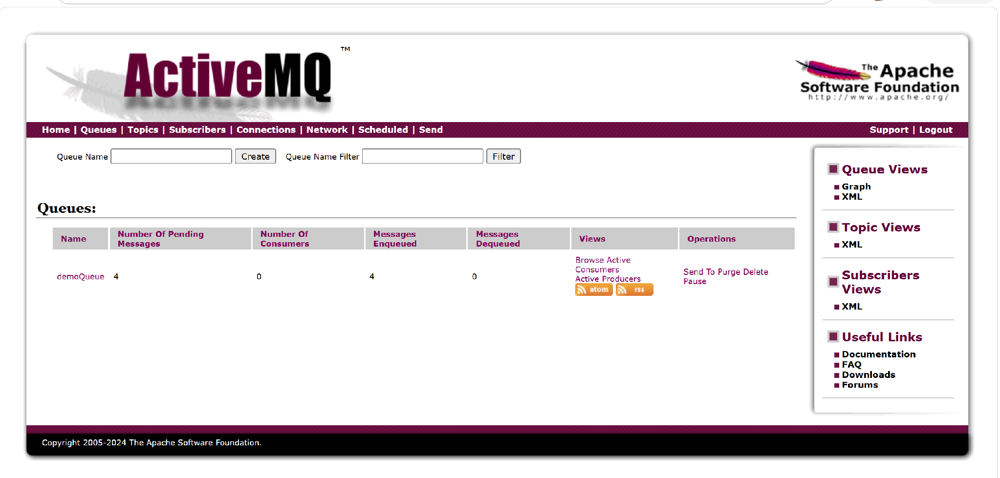 ActiveMQ ™
The Apache
Software Foundation
http://www.apache.org/
Home | Queues | Topics | Subscribers | Connections | Network | Scheduled | Send
Support | Logout
Queue Name Create Queue Name Filter Filter
Queues:
Name
Number Of Pending
Messages
Number Of
Consumers
Messages
Enqueued
Messages
Dequeued
Views
Operations
demoQueue 4 0 4 0
Browse Active
Consumers
Active Producers
atom rss
Send To Purge Delete
Pause
Queue Views
Graph
XML
Topic Views
XML
Subscribers
Views
XML
Useful Links
Documentation
FAQ
Downloads
Forums
Copyright 2005-2024 The Apache Software Foundation.